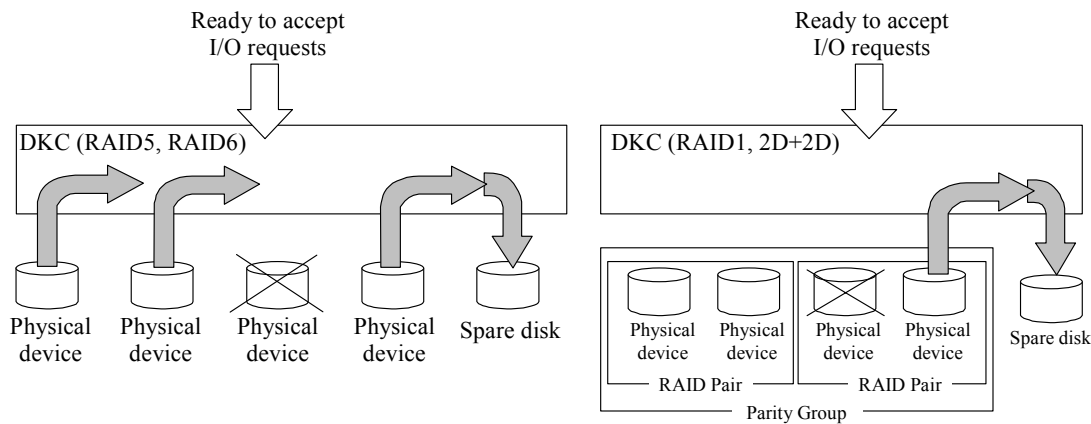 Ready to accept
I/O requests
DKC (RAID5, RAID6)
Physical
device
Physical
device
Physical
device
Physical
device
Spare disk
Ready to accept
I/O requests
DKC (RAID1, 2D+2D)
Physical
device
Physical
device
Physical
device
Physical
device
Spare disk
RAID Pair
RAID Pair
Parity Group